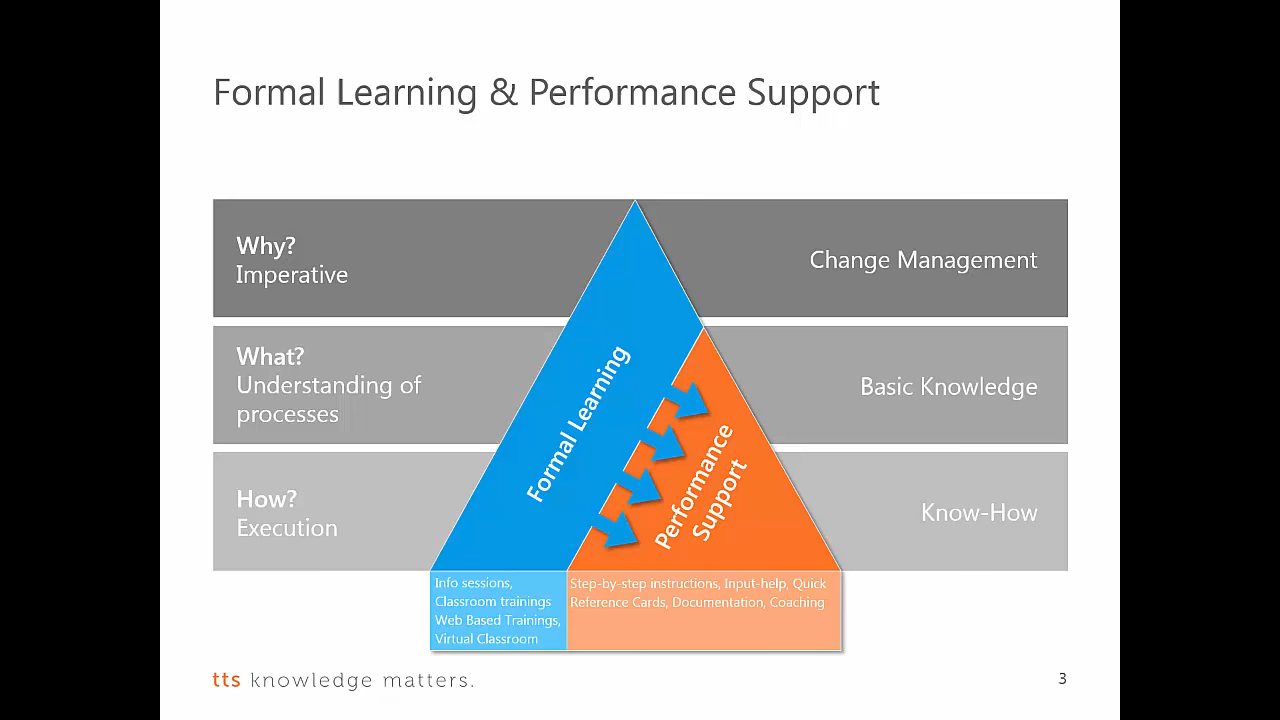 Formal Learning & Performance Support
Why?
Imperative
Change Management
What?
Understanding of
processes
Basic Knowledge
How?
Execution
Know-How
Formal Learning
Performance
Support
Info sessions,
Classroom trainings
Web Based Trainings,
Virtual Classroom
Step-by-step instructions, Input-help, Quick
Reference Cards, Documentation, Coaching
tts knowledge matters.
3